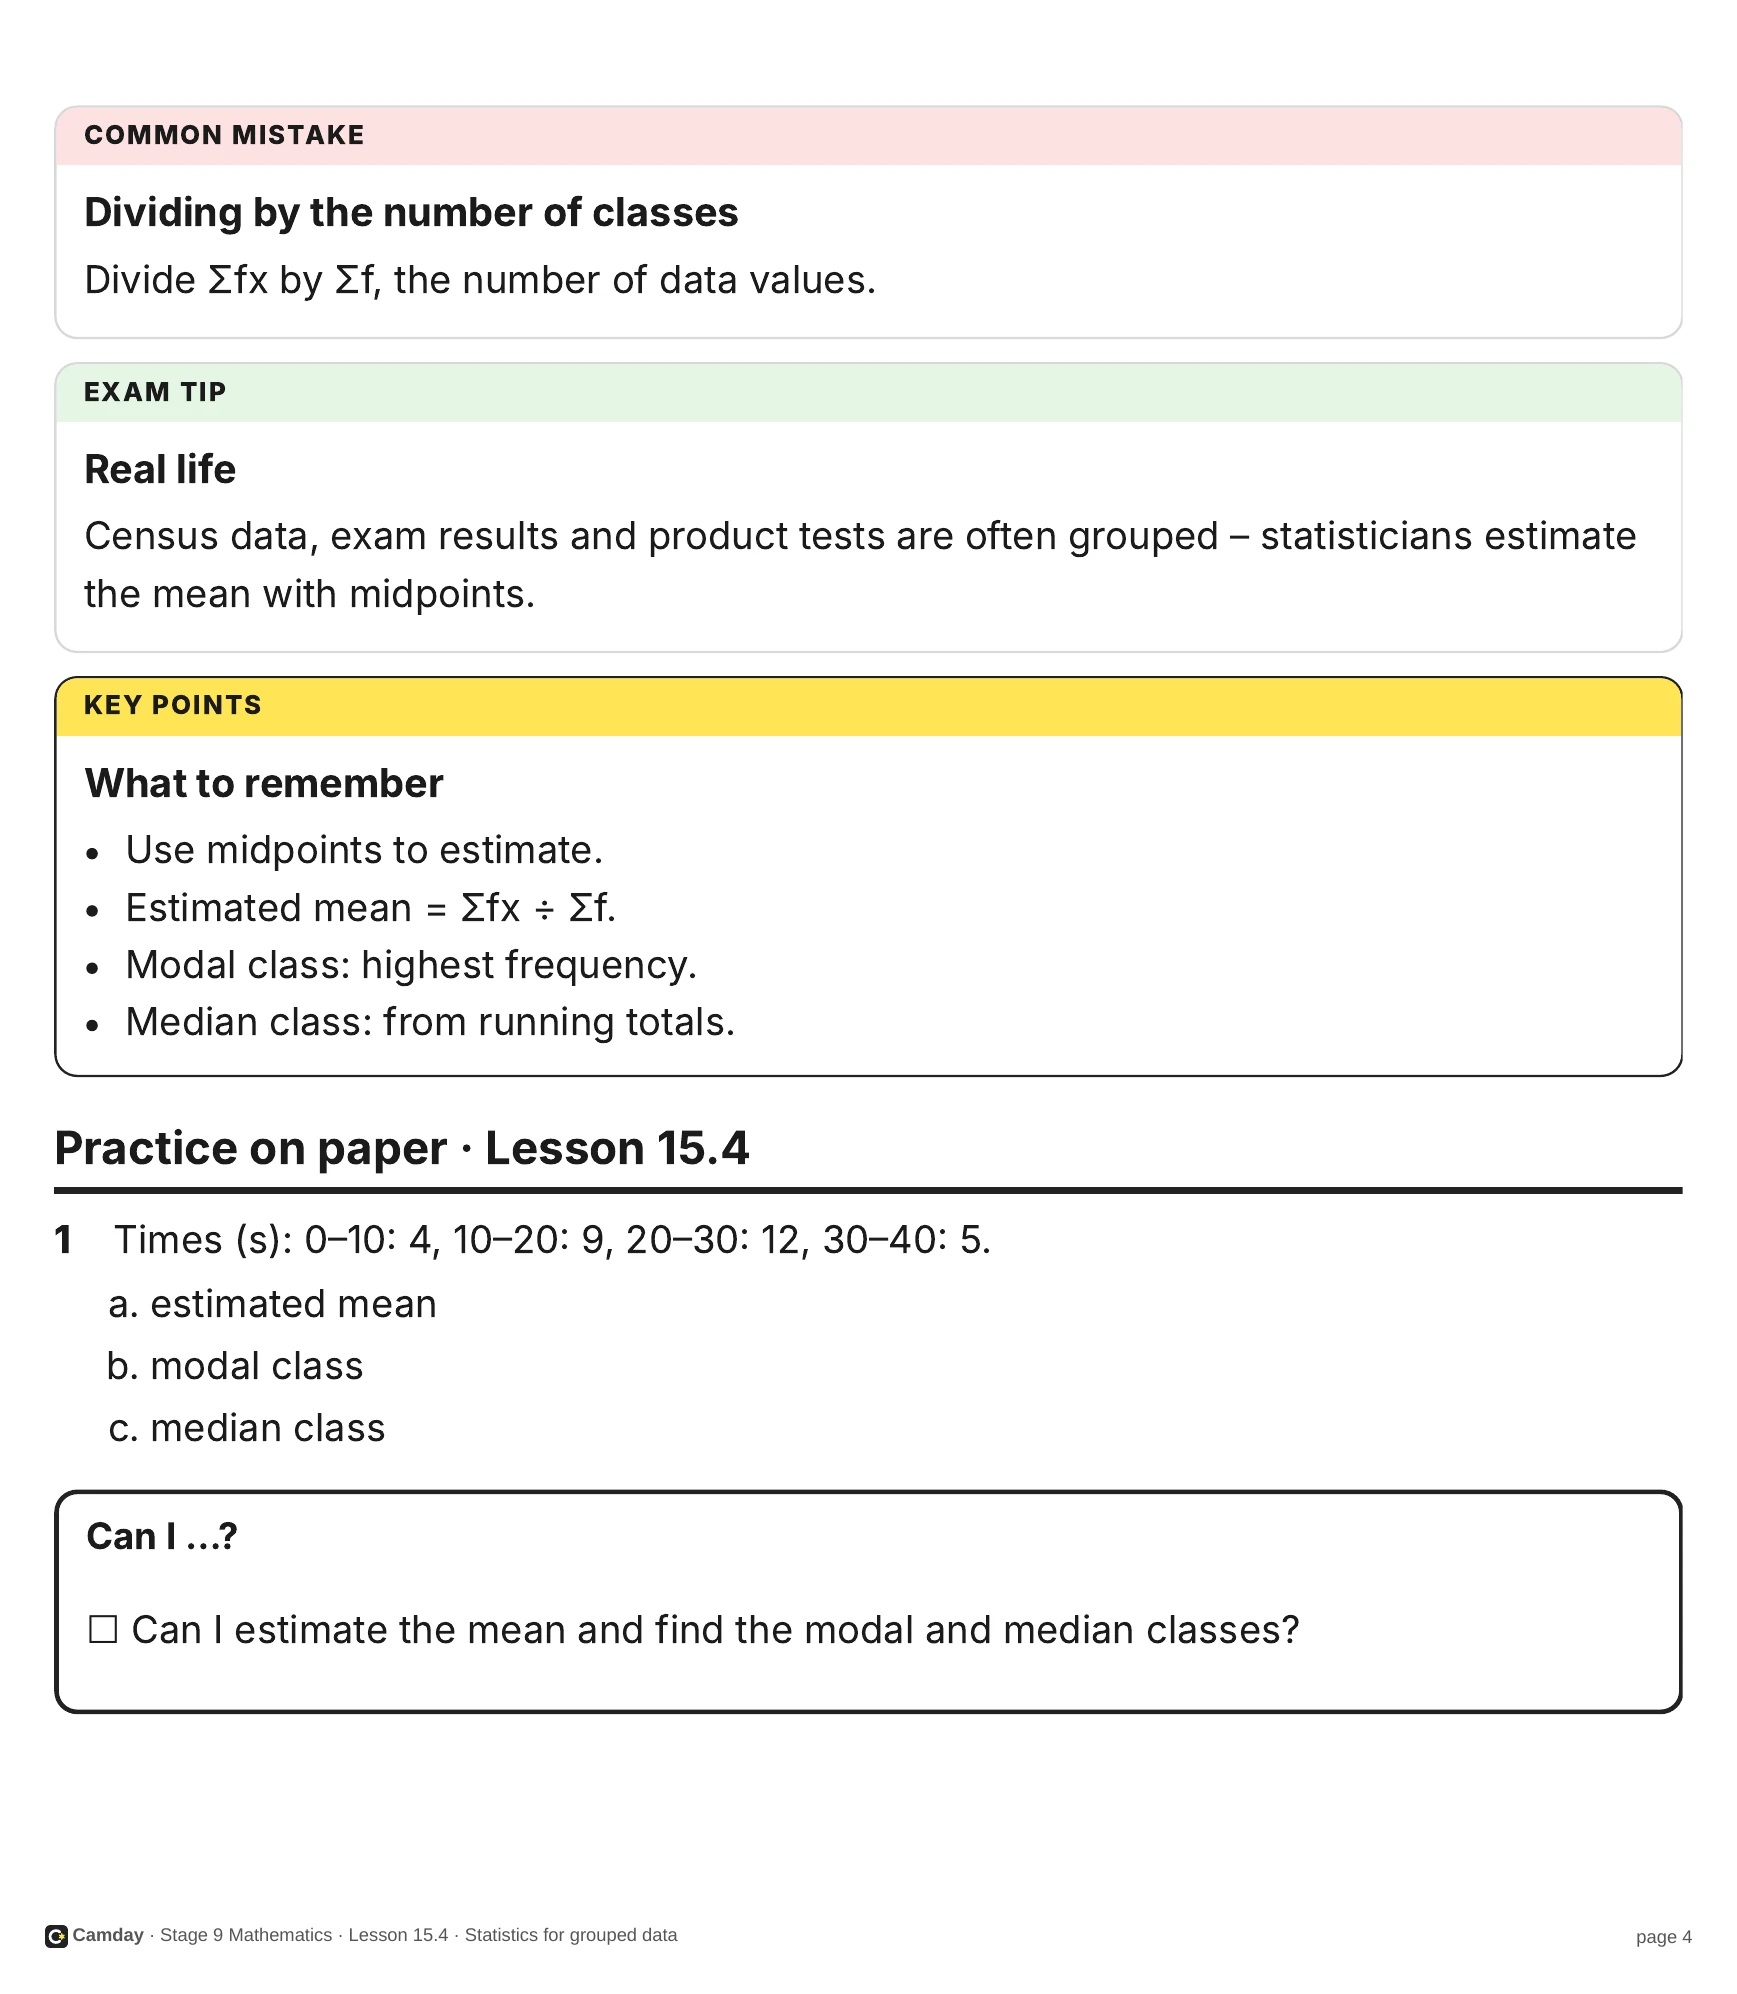 COMMON MISTAKE
Dividing by the number of classes
Divide Σfx by Σf, the number of data values.
EXAM TIP
Real life
Census data, exam results and product tests are often grouped – statisticians estimate
the mean with midpoints.
KEY POINTS
What to remember
• Use midpoints to estimate.
• Estimated mean = Σfx ÷ Σf.
• Modal class: highest frequency.
• Median class: from running totals.
Practice on paper · Lesson 15.4
1 Times (s): 0–10: 4, 10–20: 9, 20–30: 12, 30–40: 5.
a. estimated mean
b. modal class
c. median class
Can I ...?
☐ Can I estimate the mean and find the modal and median classes?
Camday · Stage 9 Mathematics · Lesson 15.4 · Statistics for grouped data
page 4